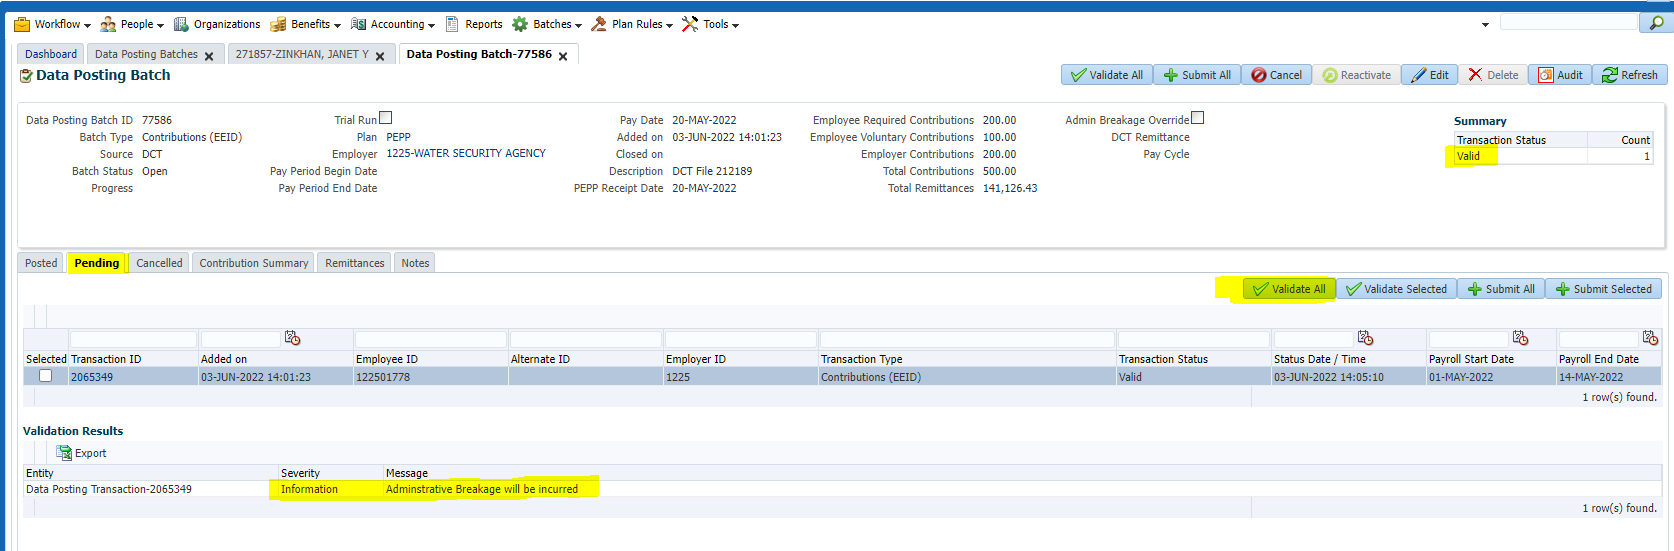 Workflow People Organizations Benefits Accounting Reports Batches Plan Rules Tools
Dashboard Data Posting Batches 271857-ZINKHAN, JANET Y Data Posting Batch-77586
Data Posting Batch
Validate All Submit All Cancel Reactivate Edit Delete Audit Refresh
Data Posting Batch ID 77586 Trial Run Pay Date 20-MAY-2022 Employee Required Contributions 200.00 Admin Breakage Override
Batch Type Contributions (EEID) Plan PEPP Added on 03-JUN-2022 14:01:23 Employee Voluntary Contributions 100.00 DCT Remittance
Source DCT Employer 1225-WATER SECURITY AGENCY Closed on Employer Contributions 200.00 Pay Cycle
Batch Status Open Pay Period Begin Date Description DCT File 212189 Total Contributions 500.00
Progress Pay Period End Date PEPP Receipt Date 20-MAY-2022 Total Remittances 141,126.43
Summary
Transaction Status Count
Valid 1
Posted Pending Cancelled Contribution Summary Remittances Notes
Validate All Validate Selected Submit All Submit Selected
Selected Transaction ID Added on Employee ID Alternate ID Employer ID Transaction Type Transaction Status Status Date / Time Payroll Start Date Payroll End Date
2065349 03-JUN-2022 14:01:23 122501778 1225 Contributions (EEID) Valid 03-JUN-2022 14:05:10 01-MAY-2022 14-MAY-2022
1 row(s) found.
Validation Results
Export
Entity Severity Message
Data Posting Transaction-2065349 Information Adminstrative Breakage will be incurred
1 row(s) found.